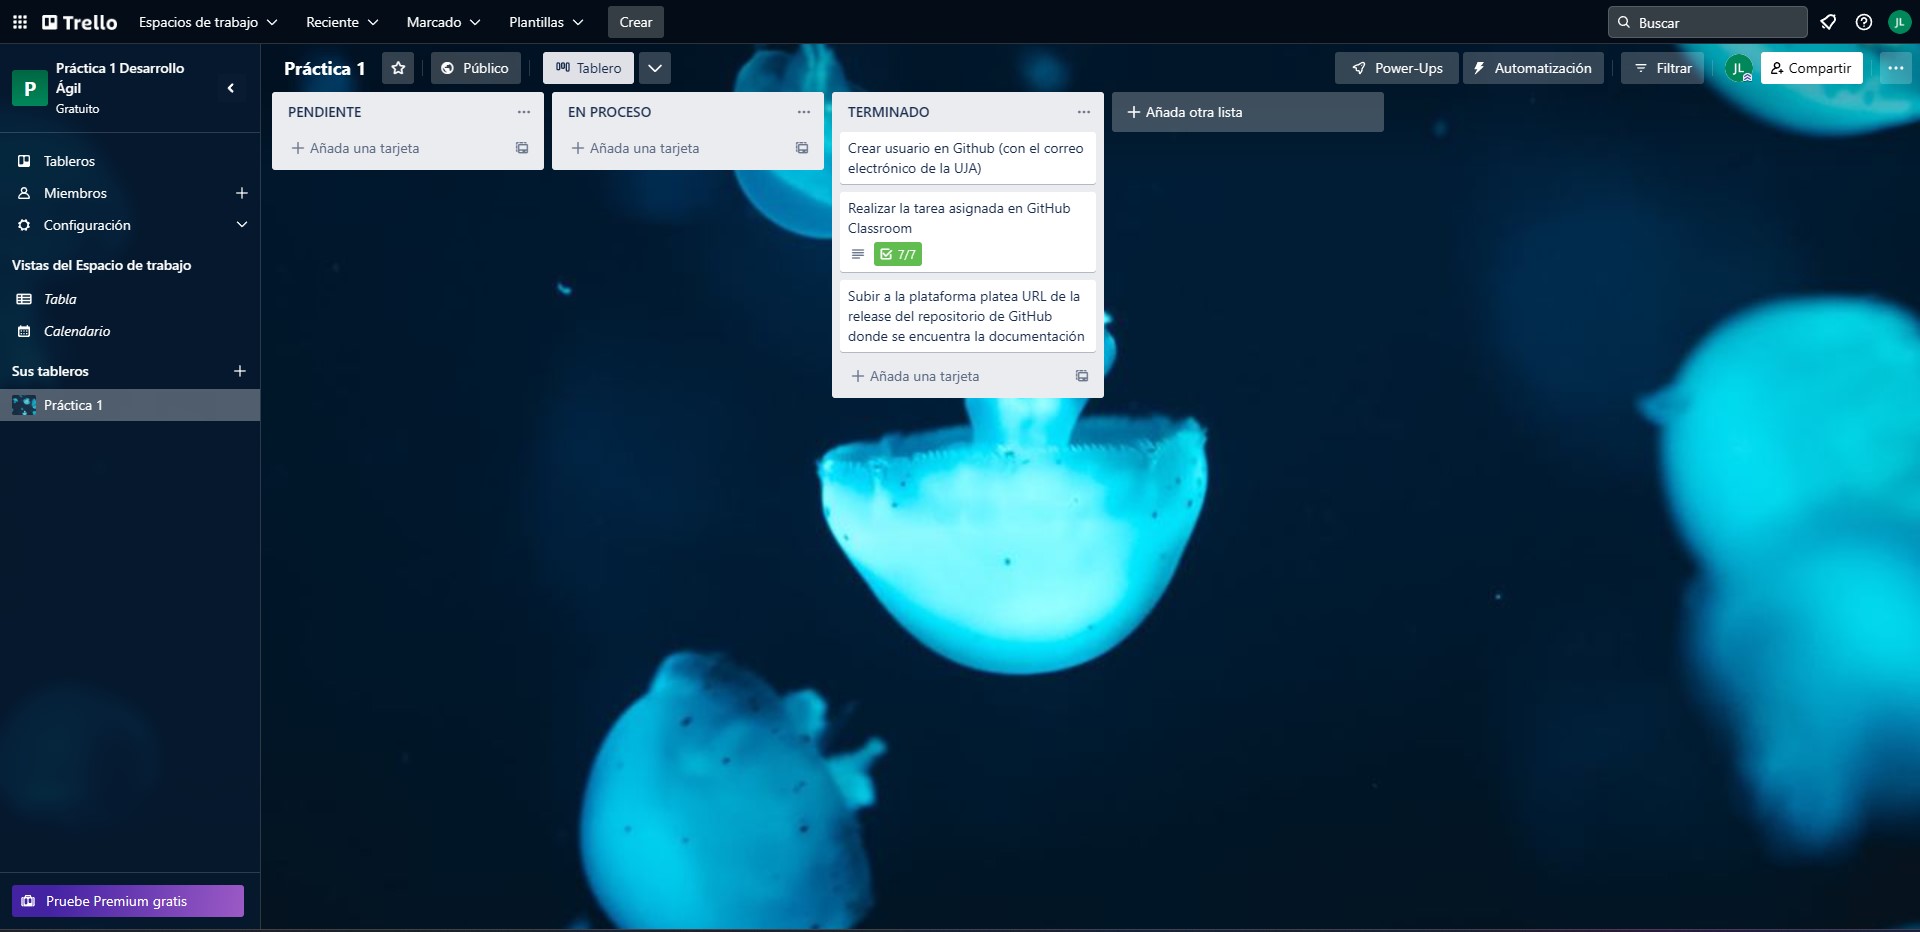 Trello
Espacios de trabajo
Reciente
Marcado
Plantillas
Crear
Buscar
JL
P
Práctica 1 Desarrollo
Ágil
Gratuito
Práctica 1
Público
Tablero
Power-Ups
Automatización
Filtrar
JL
Compartir
Tableros
Miembros
Configuración
Vistas del Espacio de trabajo
Tabla
Calendario
Sus tableros
Práctica 1
Pruebe Premium gratis
PENDIENTE
Añada una tarjeta
EN PROCESO
Añada una tarjeta
TERMINADO
Crear usuario en Github (con el correo
electrónico de la UJA)
Realizar la tarea asignada en GitHub
Classroom
7/7
Subir a la plataforma platea URL de la
release del repositorio de GitHub
donde se encuentra la documentación
Añada una tarjeta
Añada otra lista